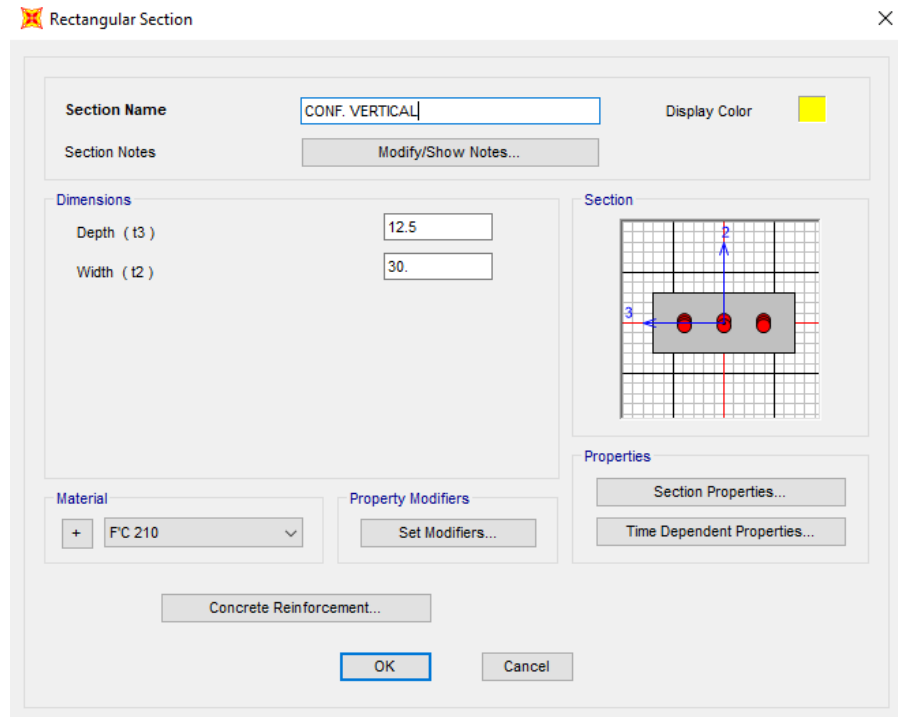 Rectangular Section
Section Name CONF. VERTICAL Display Color
Section Notes Modify/Show Notes...
Dimensions
Depth ( t3 ) 12.5
Width ( t2 ) 30.
Section
2
3
Properties
Section Properties...
Time Dependent Properties...
Material
+ F'C 210
Property Modifiers
Set Modifiers...
Concrete Reinforcement...
OK Cancel